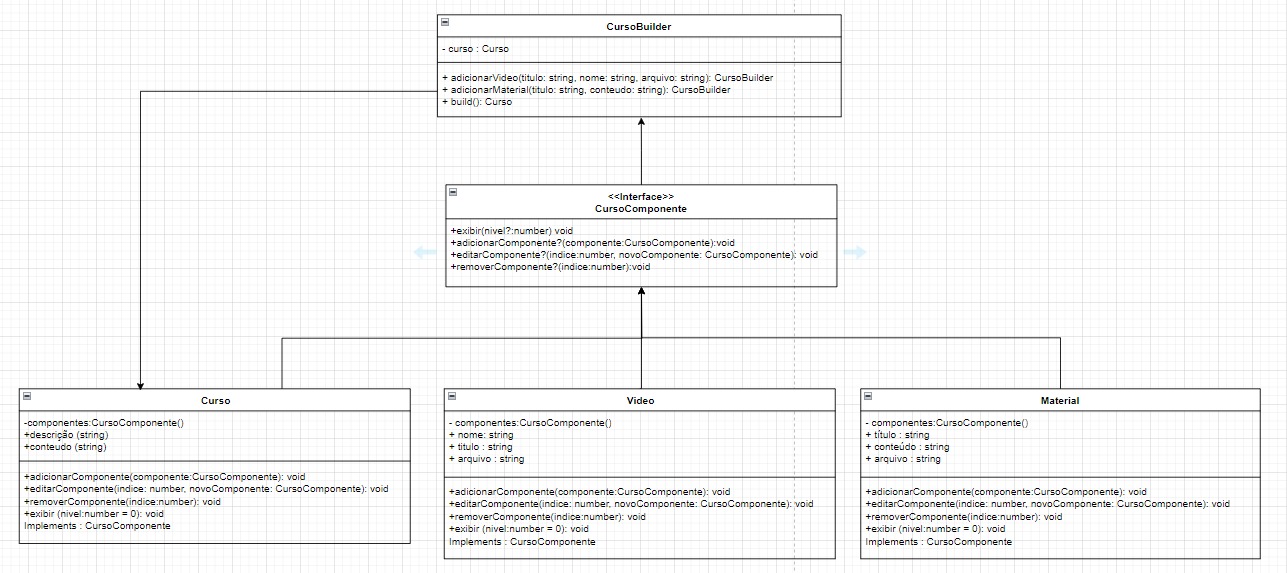 CursoBuilder
- curso : Curso
+ adicionarVideo(titulo: string, nome: string, arquivo: string): CursoBuilder
+ adicionarMaterial(titulo: string, conteudo: string): CursoBuilder
+ build(): Curso
<<Interface>>
CursoComponente
+exibir(nivel?:number) void
+adicionarComponente?(componente:CursoComponente):void
+editarComponente?(indice:number, novoComponente: CursoComponente): void
+removerComponente?(indice:number):void
Curso
-componentes:CursoComponente()
+descrição (string)
+conteudo (string)
+adicionarComponente(componente:CursoComponente): void
+editarComponente(indice: number, novoComponente: CursoComponente): void
+removerComponente(indice:number): void
+exibir (nivel:number = 0): void
Implements : CursoComponente
Video
- componentes:CursoComponente()
+ nome: string
+ titulo : string
+ arquivo : string
+adicionarComponente(componente:CursoComponente): void
+editarComponente(indice: number, novoComponente: CursoComponente): void
+removerComponente(indice:number): void
+exibir (nivel:number = 0): void
Implements : CursoComponente
Material
- componentes:CursoComponente()
+ título : string
+ conteúdo : string
+ arquivo : string
+adicionarComponente(componente:CursoComponente): void
+editarComponente(indice: number, novoComponente: CursoComponente): void
+removerComponente(indice:number): void
+exibir (nivel:number = 0): void
Implements : CursoComponente